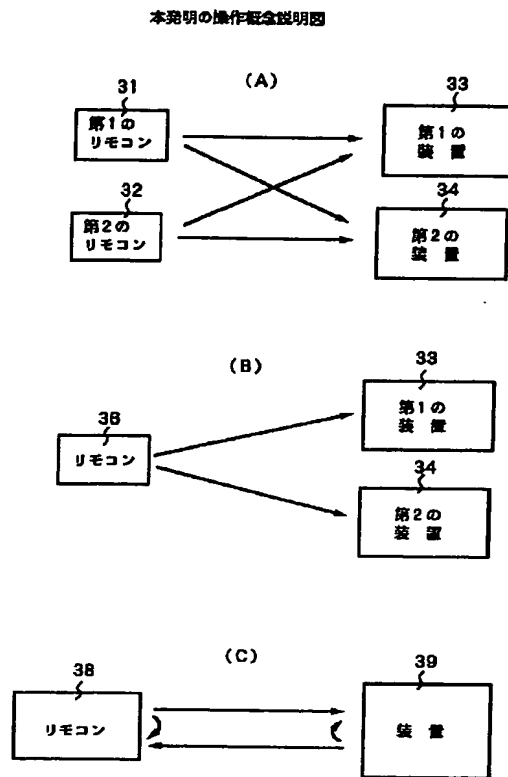 本発明の操作概念説明図
(A)
31
第1の
リモコン
33
第1の
装置
32
第2の
リモコン
34
第2の
装置
(B)
36
リモコン
33
第1の
装置
34
第2の
装置
(C)
38
リモコン
39
装置